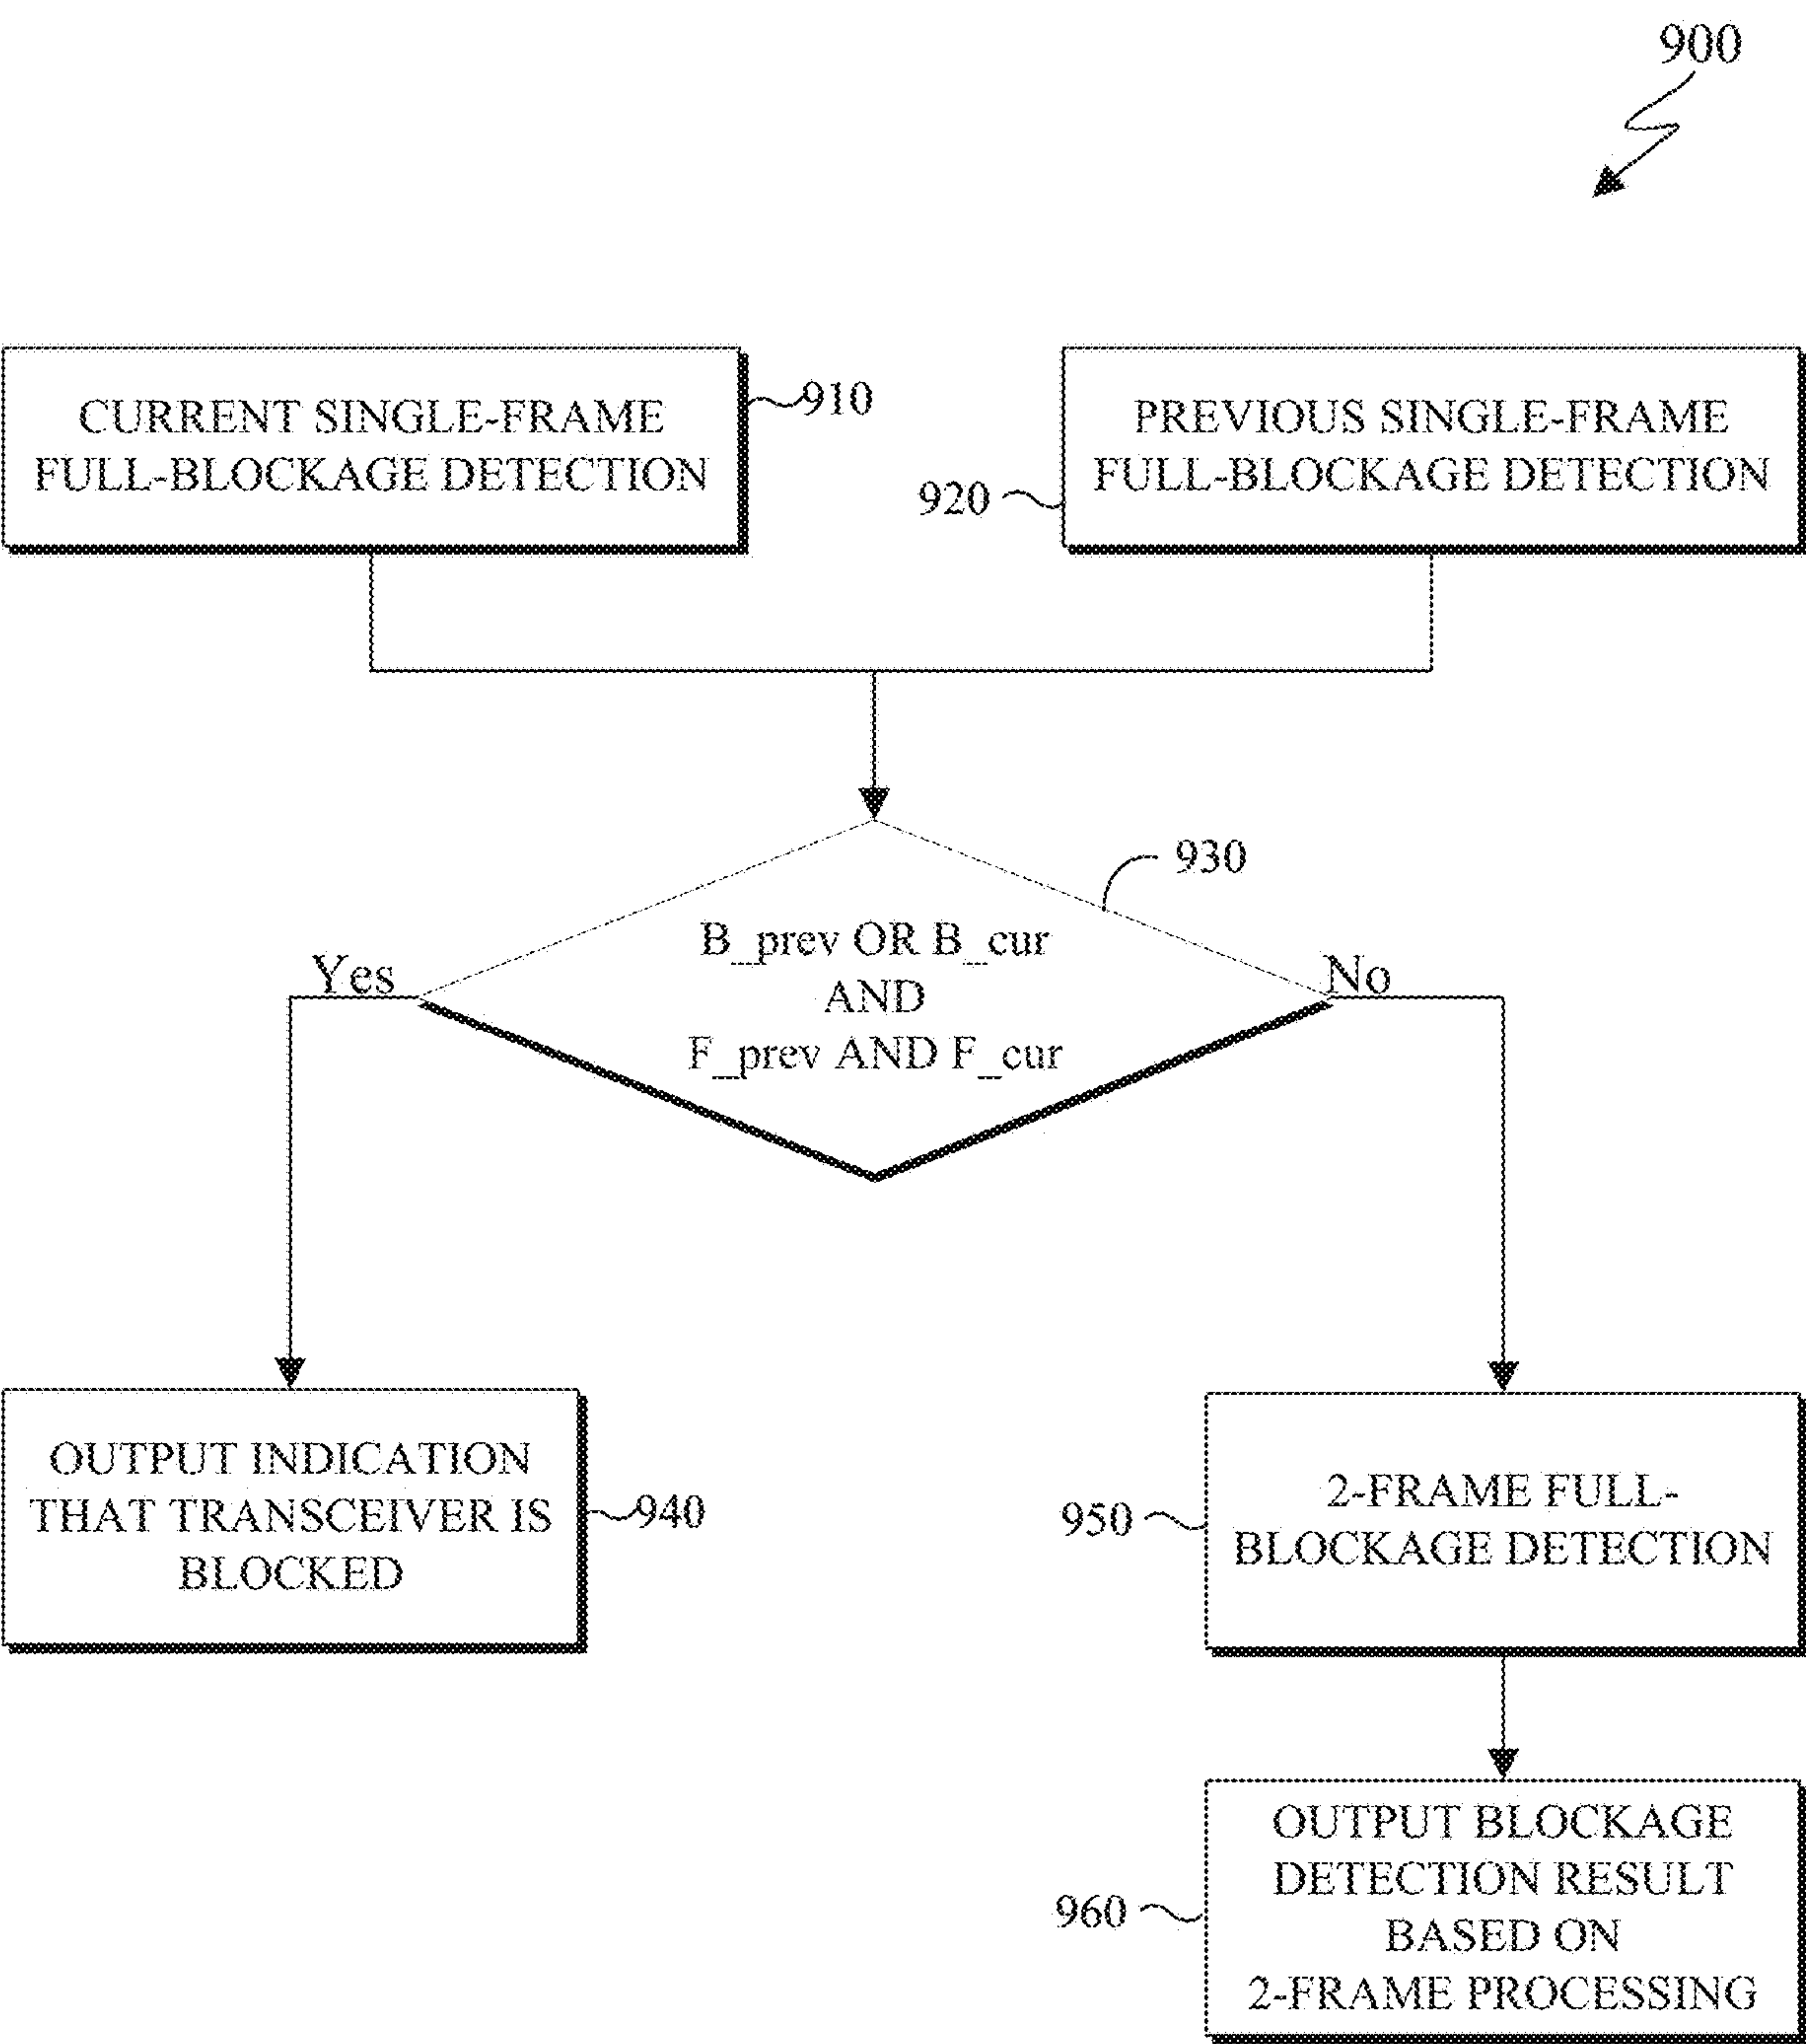 900
CURRENT SINGLE-FRAME
FULL-BLOCKAGE DETECTION
910
PREVIOUS SINGLE-FRAME
FULL-BLOCKAGE DETECTION
920
930
B_prev OR B_cur
AND
F_prev AND F_cur
Yes
No
OUTPUT INDICATION
THAT TRANSCEIVER IS
BLOCKED
940
950
2-FRAME FULL-
BLOCKAGE DETECTION
960
OUTPUT BLOCKAGE
DETECTION RESULT
BASED ON
2-FRAME PROCESSING